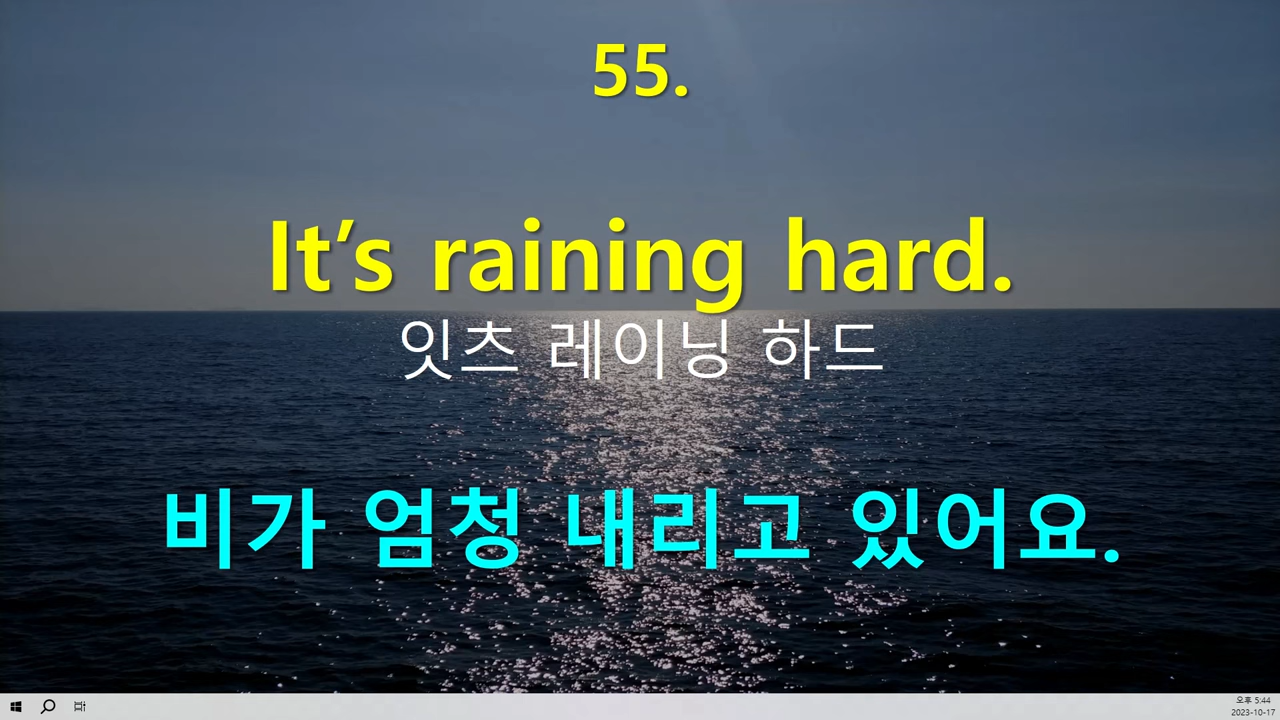 55.
It’s raining hard.
잇츠 레이닝 하드
비가 엄청 내리고 있어요.
오후 5:44
2023-10-17